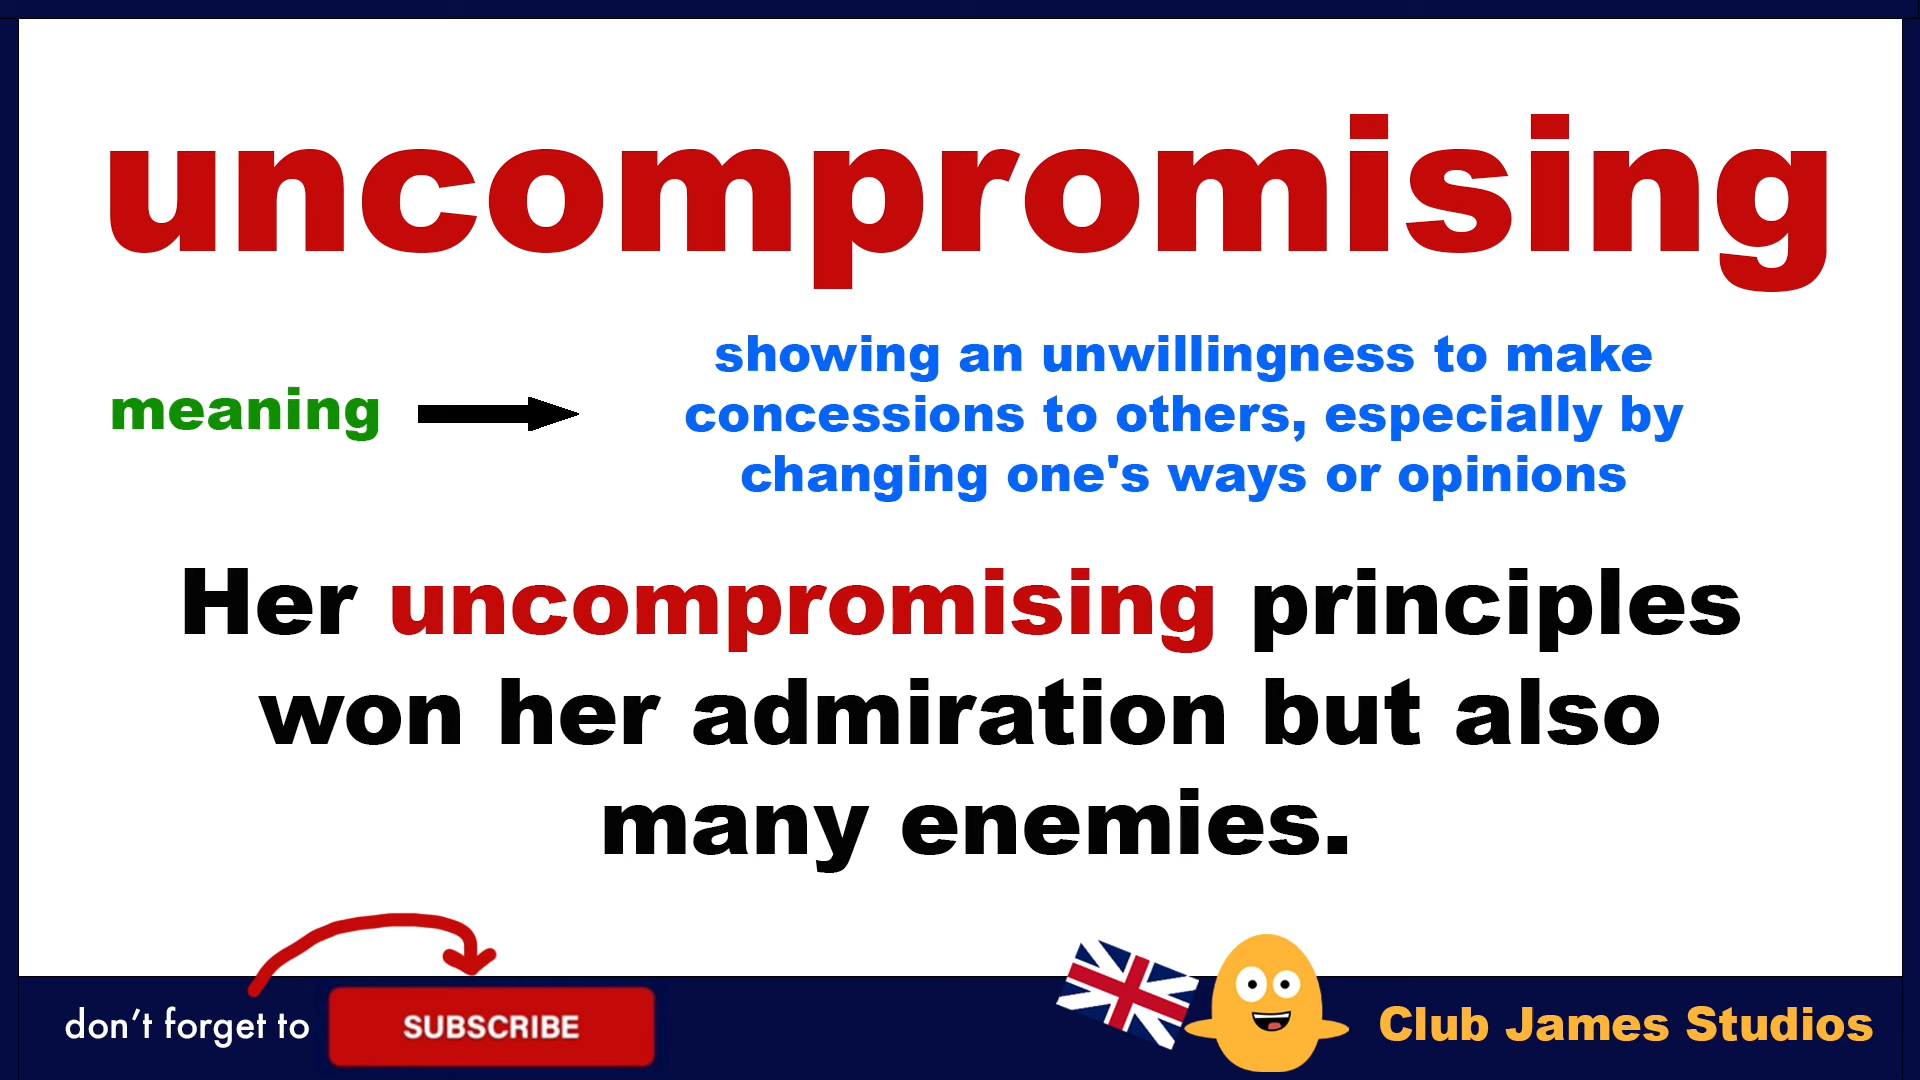 uncompromising
meaning
showing an unwillingness to make
concessions to others, especially by
changing one's ways or opinions
Her uncompromising principles
won her admiration but also
many enemies.
don't forget to
SUBSCRIBE
Club James Studios